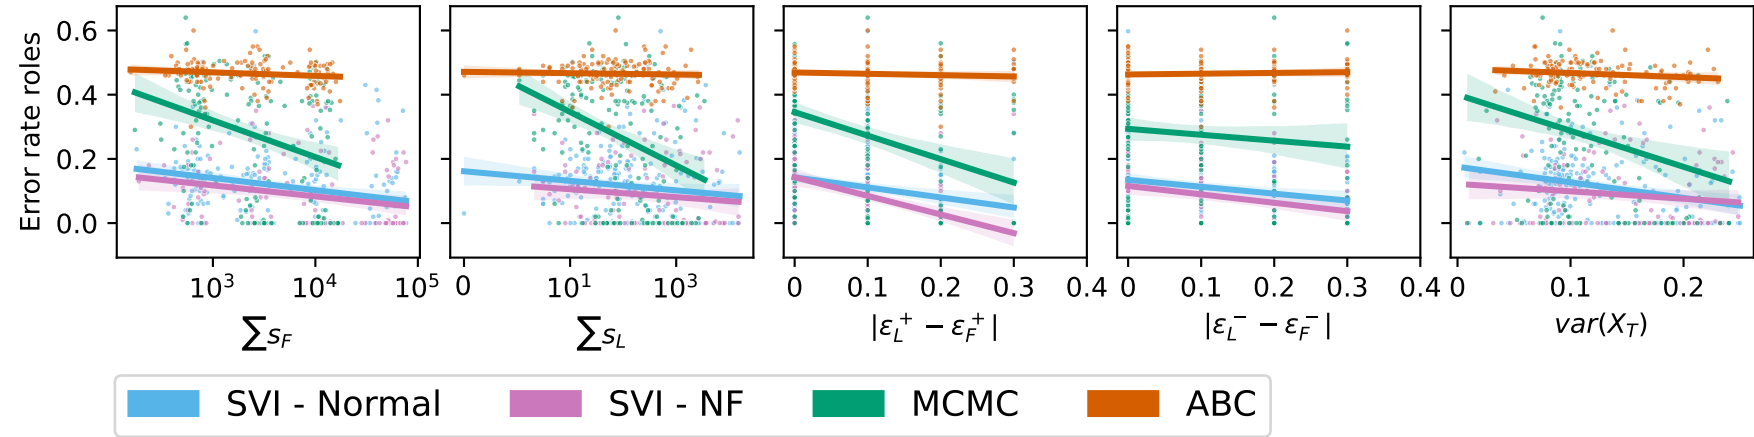 Error rate roles
0.6
0.4
0.2
0.0
10³ 10⁴ 10⁵
0 10¹ 10³
0 0.1 0.2 0.3 0.4
0 0.1 0.2 0.3 0.4
0 0.1 0.2
∑s_F
∑s_L
|ε_L⁺ − ε_F⁺|
|ε_L⁻ − ε_F⁻|
var(X_T)
SVI - Normal SVI - NF MCMC ABC